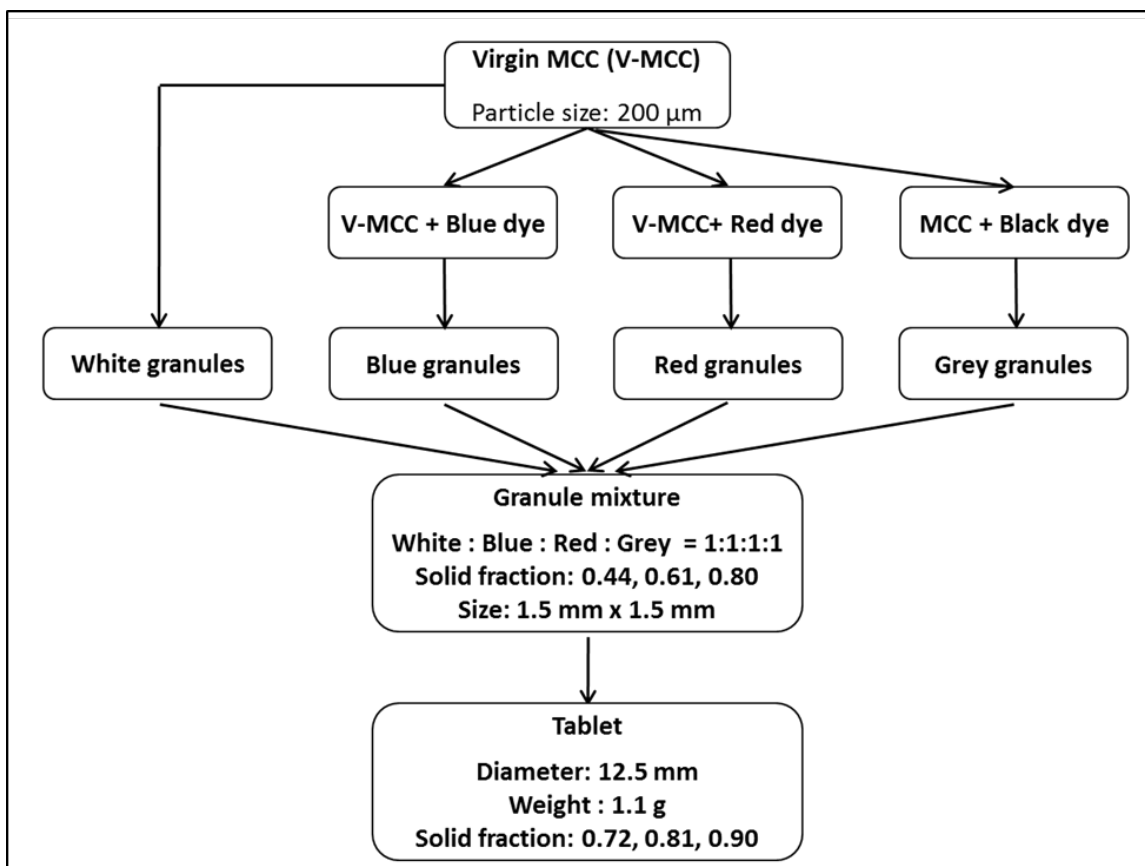 Virgin MCC (V-MCC)
Particle size: 200 µm
V-MCC + Blue dye
V-MCC+ Red dye
MCC + Black dye
White granules
Blue granules
Red granules
Grey granules
Granule mixture
White : Blue : Red : Grey = 1:1:1:1
Solid fraction: 0.44, 0.61, 0.80
Size: 1.5 mm x 1.5 mm
Tablet
Diameter: 12.5 mm
Weight : 1.1 g
Solid fraction: 0.72, 0.81, 0.90